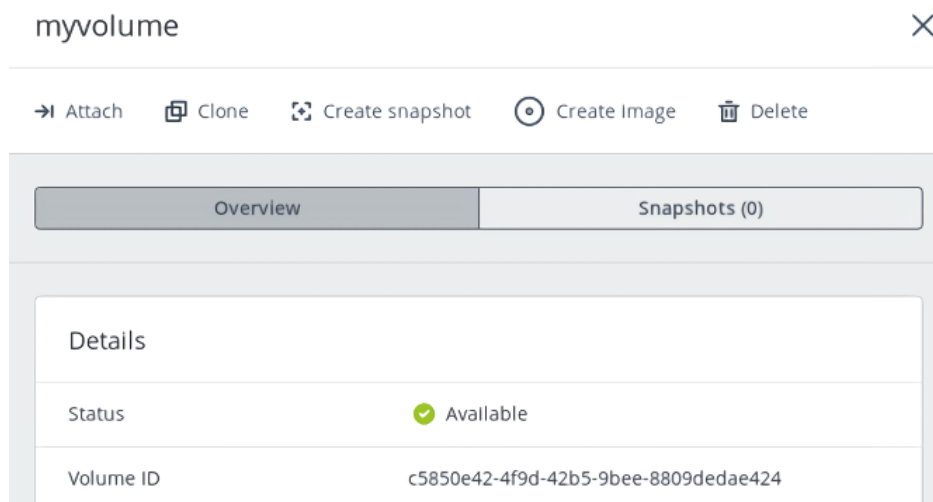 myvolume
Attach Clone Create snapshot Create Image Delete
Overview Snapshots (0)
Details
Status Available
Volume ID c5850e42-4f9d-42b5-9bee-8809dedae424